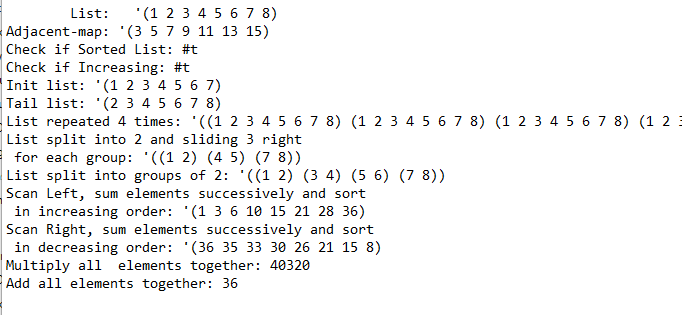 List:   '(1 2 3 4 5 6 7 8)
Adjacent-map: '(3 5 7 9 11 13 15)
Check if Sorted List: #t
Check if Increasing: #t
Init list: '(1 2 3 4 5 6 7)
Tail list: '(2 3 4 5 6 7 8)
List repeated 4 times: '((1 2 3 4 5 6 7 8) (1 2 3 4 5 6 7 8) (1 2 3 4 5 6 7 8) (1 2 3
List split into 2 and sliding 3 right
for each group: '((1 2) (4 5) (7 8))
List split into groups of 2: '((1 2) (3 4) (5 6) (7 8))
Scan Left, sum elements successively and sort
in increasing order: '(1 3 6 10 15 21 28 36)
Scan Right, sum elements successively and sort
in decreasing order: '(36 35 33 30 26 21 15 8)
Multiply all  elements together: 40320
Add all elements together: 36